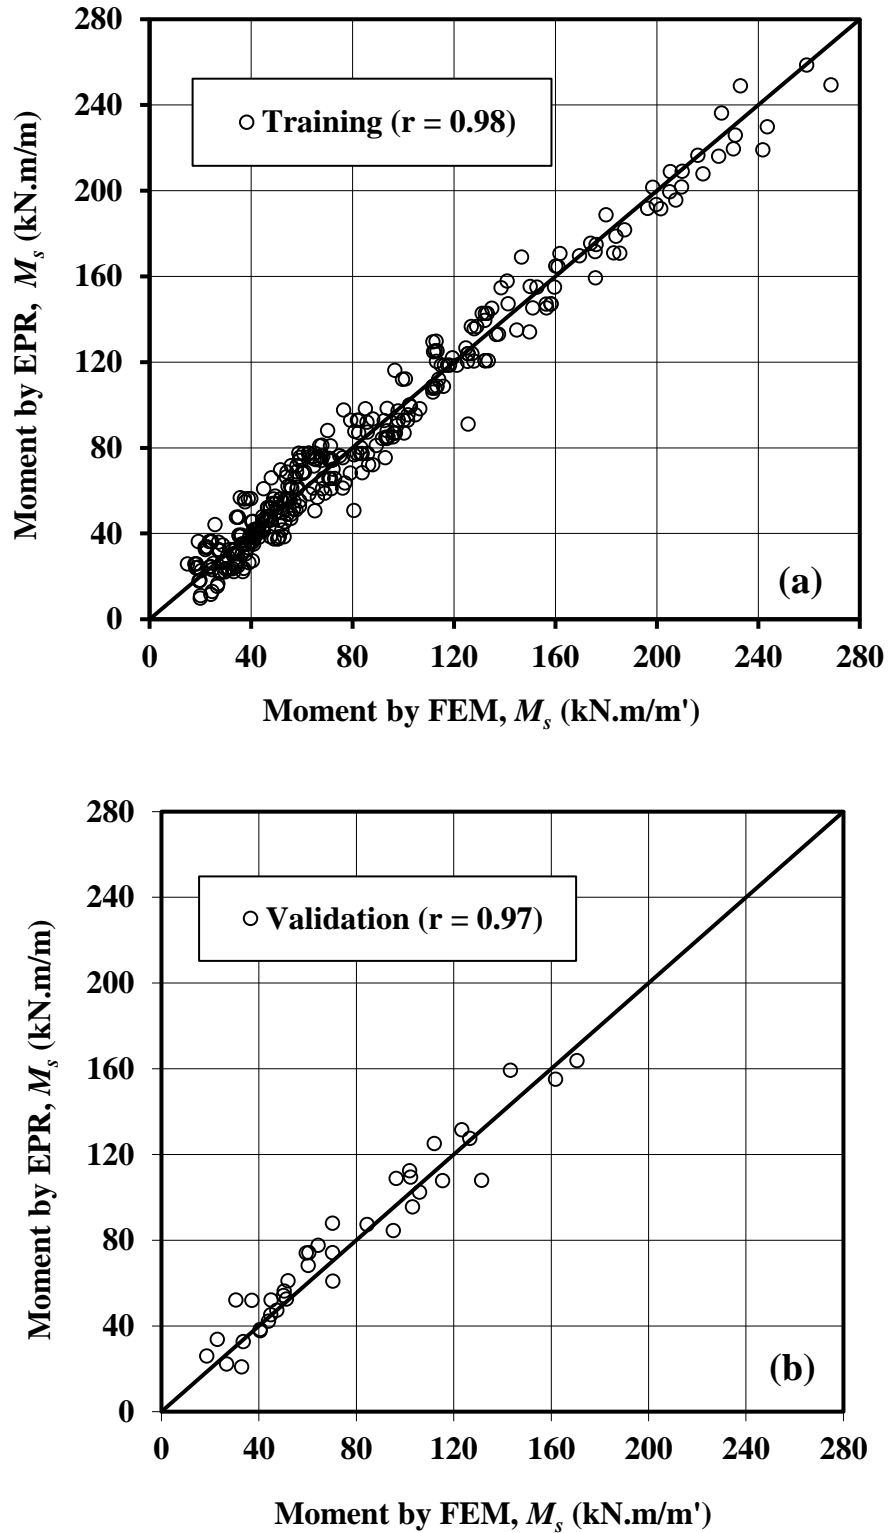 280
240
200
160
120
80
40
0
Moment by EPR, Ms (kN.m/m)
Training (r = 0.98)
(a)
0 40 80 120 160 200 240 280
Moment by FEM, Ms (kN.m/m')
280
240
200
160
120
80
40
0
Moment by EPR, Ms (kN.m/m)
Validation (r = 0.97)
(b)
0 40 80 120 160 200 240 280
Moment by FEM, Ms (kN.m/m')